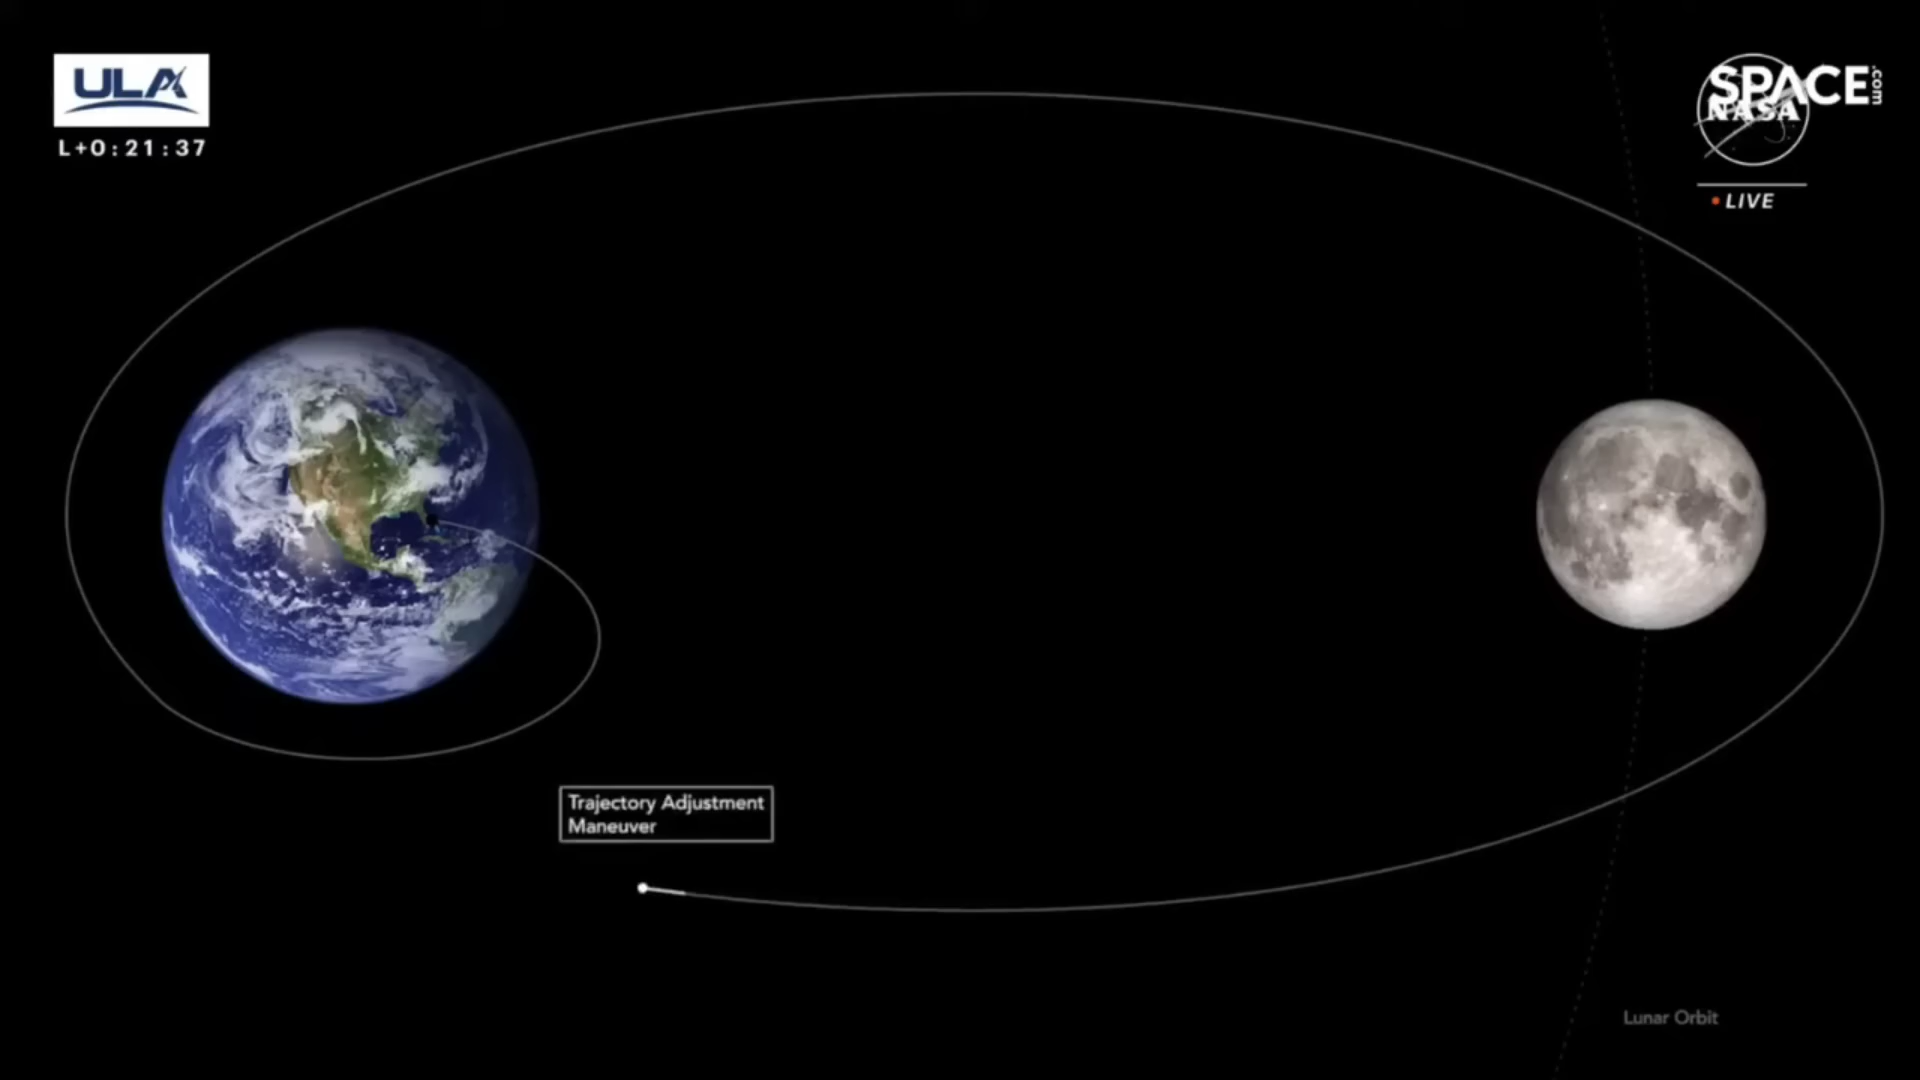 ULA
L+0:21:37
SPACE.com
NASA
LIVE
Trajectory Adjustment
Maneuver
Lunar Orbit